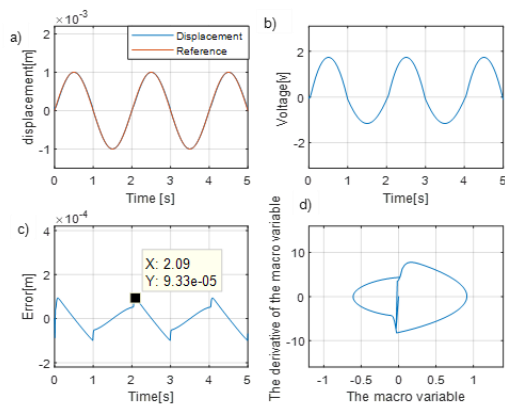 a)
×10⁻³
displacement[m]
1
0
-1
Displacement
Reference
0 1 2 3 4 5
Time [s]
b)
Voltage[v]
2
0
-2
0 1 2 3 4 5
Time[s]
c)
×10⁻⁴
Error[m]
4
2
0
-2
X: 2.09
Y: 9.33e-05
0 1 2 3 4 5
Time[s]
d)
The derivative of the macro variable
10
0
-10
-1 -0.5 0 0.5 1
The macro variable